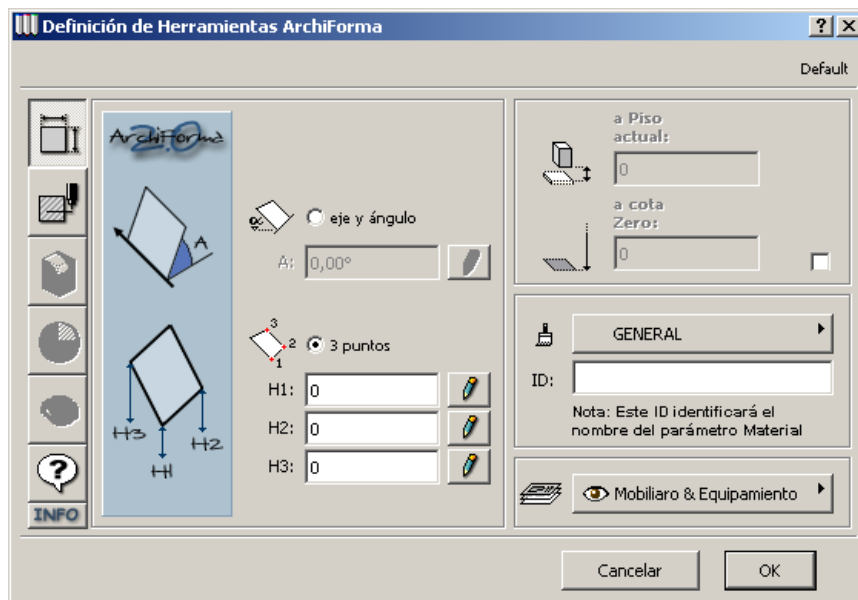 Definición de Herramientas ArchiForma
Default
ArchiForma
2.0
A
H3
H1
H2
α
eje y ángulo
A: 0,00°
3
2
1
3 puntos
H1: 0
H2: 0
H3: 0
INFO
a Piso
actual:
0
a cota
Zero:
0
GENERAL
ID:
Nota: Este ID identificará el
nombre del parámetro Material
Mobiliaro & Equipamiento
Cancelar
OK